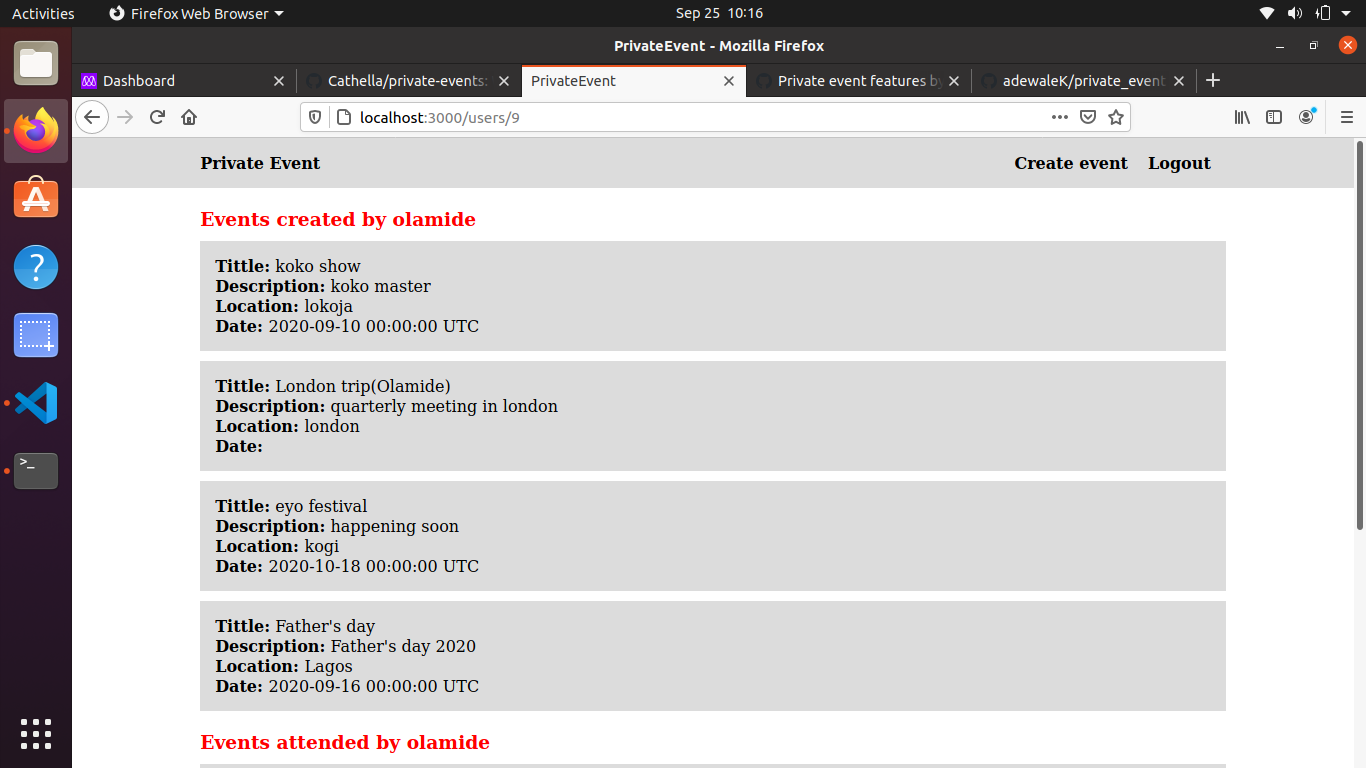 Activities
Firefox Web Browser
Sep 25 10:16
PrivateEvent - Mozilla Firefox
Dashboard
Cathella/private-events:
PrivateEvent
Private event features by
adewaleK/private_event
localhost:3000/users/9
Private Event
Create event
Logout
Events created by olamide
Tittle: koko show
Description: koko master
Location: lokoja
Date: 2020-09-10 00:00:00 UTC
Tittle: London trip(Olamide)
Description: quarterly meeting in london
Location: london
Date:
Tittle: eyo festival
Description: happening soon
Location: kogi
Date: 2020-10-18 00:00:00 UTC
Tittle: Father's day
Description: Father's day 2020
Location: Lagos
Date: 2020-09-16 00:00:00 UTC
Events attended by olamide